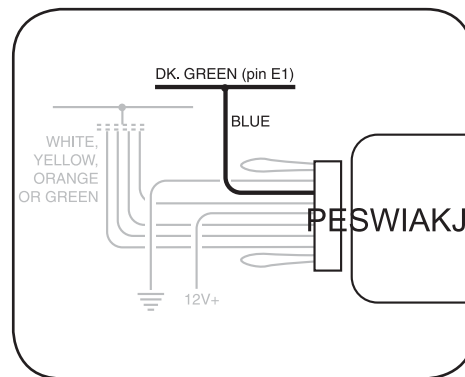 DK. GREEN (pin E1)
BLUE
WHITE,
YELLOW,
ORANGE
OR GREEN
PESWIAKJ
12V+